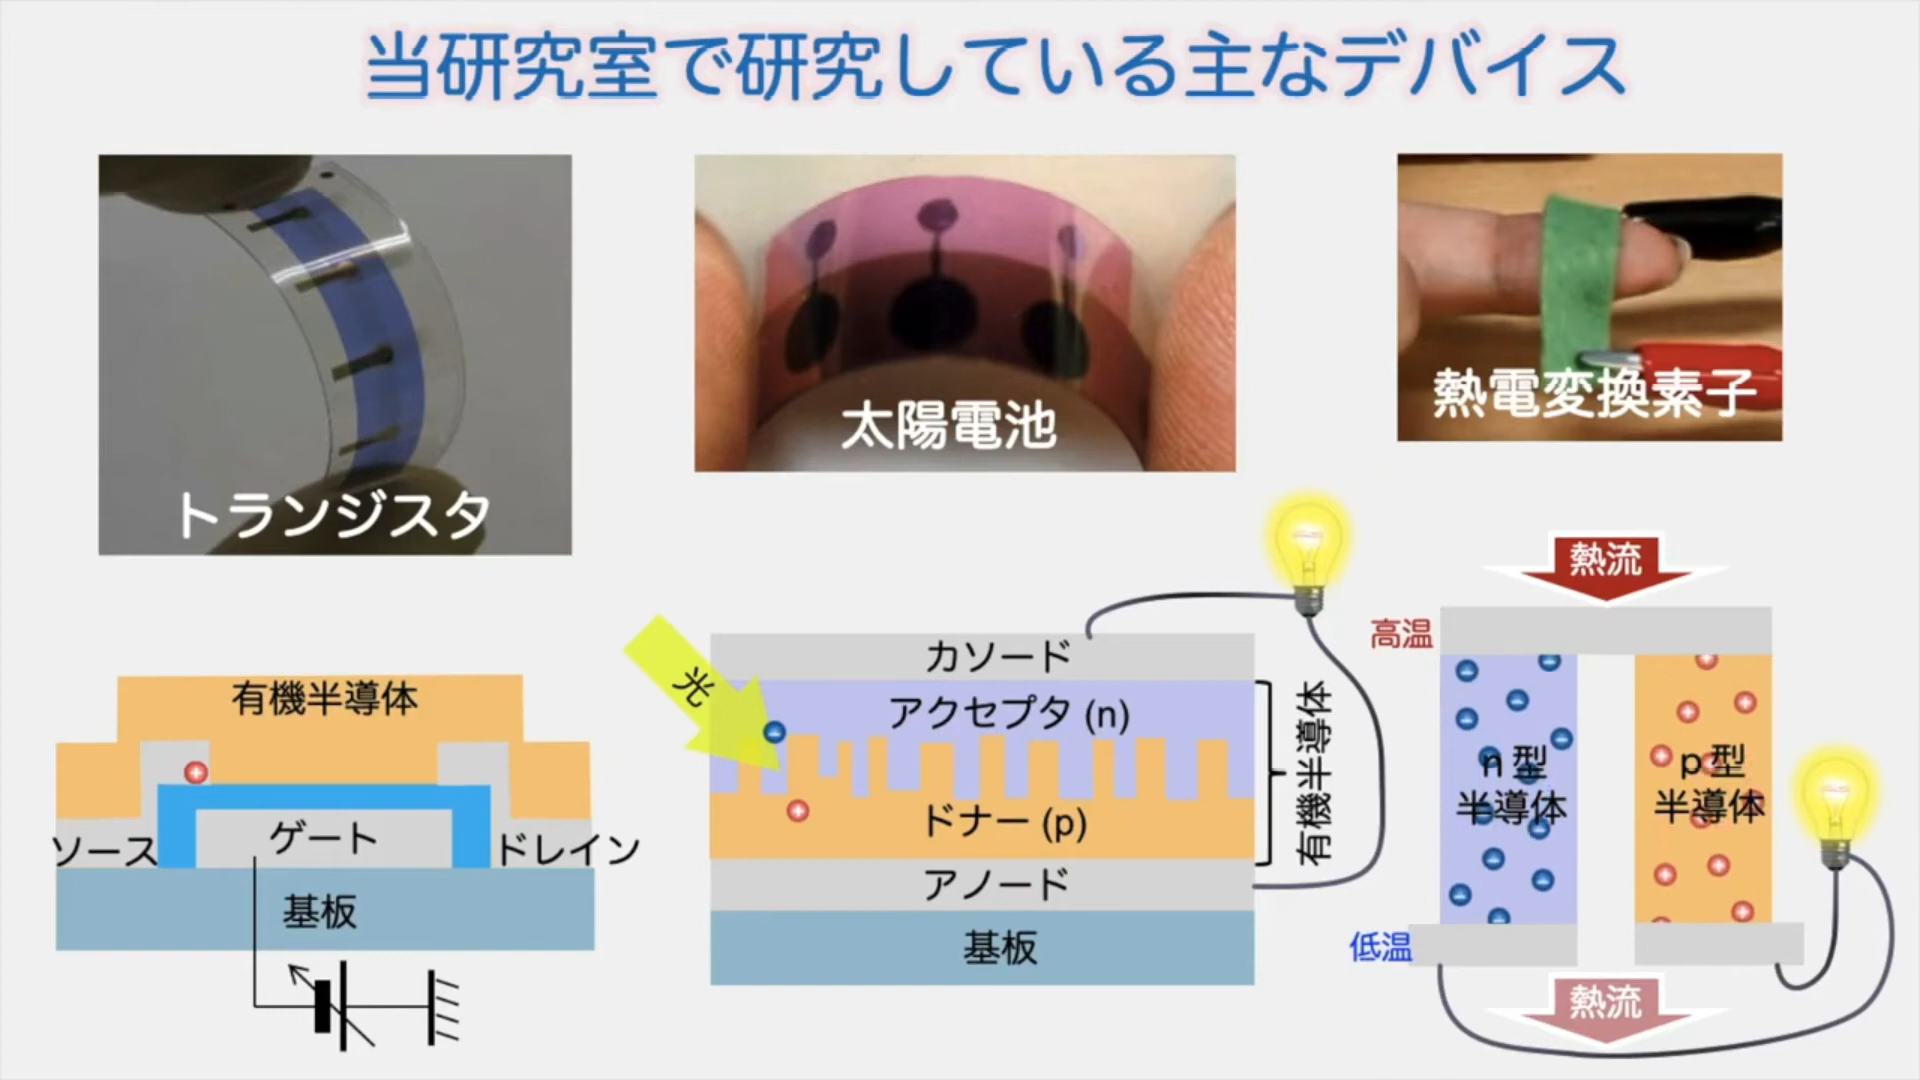 当研究室で研究している主なデバイス
トランジスタ
太陽電池
熱電変換素子
有機半導体
ソース
ゲート
ドレイン
基板
光
カソード
アクセプタ (n)
ドナー (p)
有機半導体
アノード
基板
熱流
高温
n 型
半導体
p 型
半導体
低温
熱流